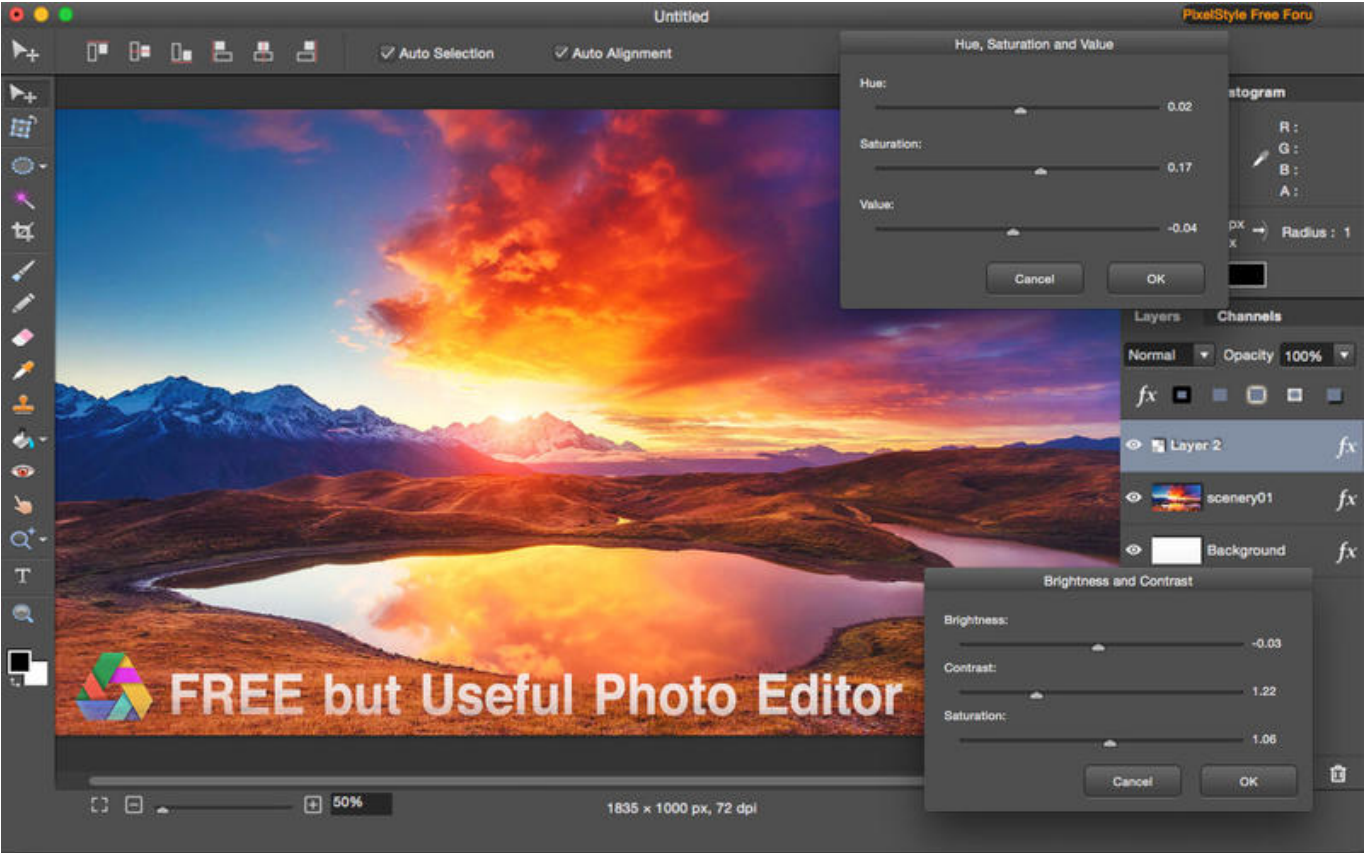 Untitled
PixelStyle Free Foru
Auto Selection
Auto Alignment
Hue, Saturation and Value
Hue:
0.02
Saturation:
0.17
Value:
-0.04
Cancel
OK
stogram
R :
G :
B :
A :
px
x
Radius : 1
Layers
Channels
Normal
Opacity
100%
fx
Layer 2
fx
scenery01
fx
Background
fx
Brightness and Contrast
Brightness:
-0.03
Contrast:
1.22
Saturation:
1.06
Cancel
OK
T
FREE but Useful Photo Editor
50%
1835 × 1000 px, 72 dpi